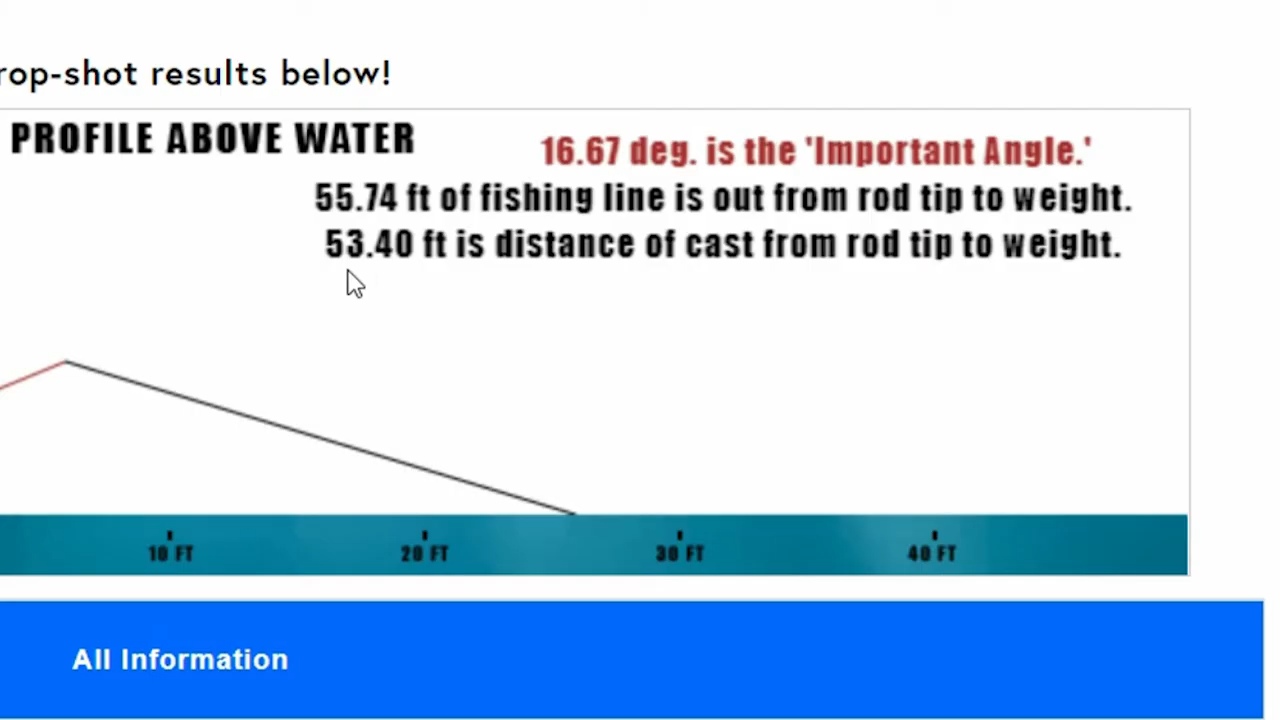 rop-shot results below!
PROFILE ABOVE WATER
16.67 deg. is the 'Important Angle.'
55.74 ft of fishing line is out from rod tip to weight.
53.40 ft is distance of cast from rod tip to weight.
10 FT 20 FT 30 FT 40 FT
All Information